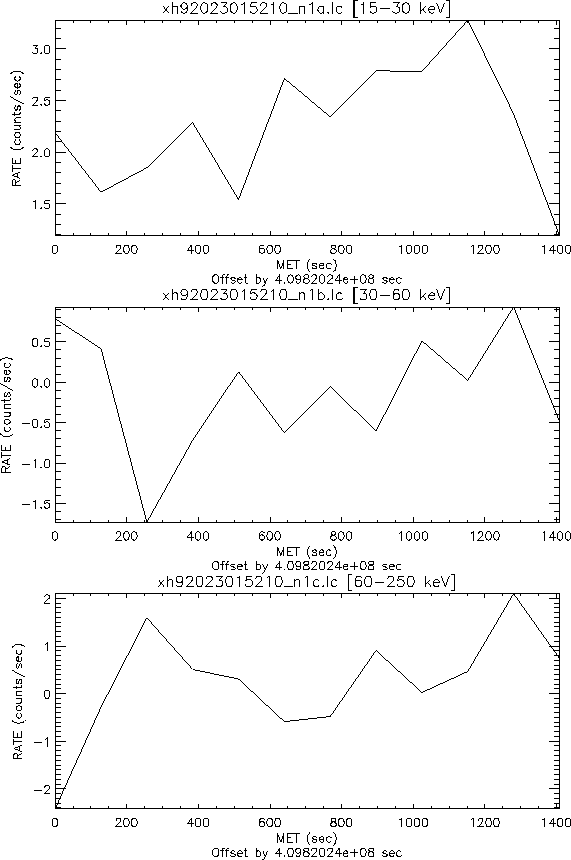 xh92023015210_n1a.lc [15-30 keV]
RATE (counts/sec)
3.0
2.5
2.0
1.5
0 200 400 600 800 1000 1200 1400
MET (sec)
Offset by 4.0982024e+08 sec
xh92023015210_n1b.lc [30-60 keV]
RATE (counts/sec)
0.5
0.0
-0.5
-1.0
-1.5
0 200 400 600 800 1000 1200 1400
MET (sec)
Offset by 4.0982024e+08 sec
xh92023015210_n1c.lc [60-250 keV]
RATE (counts/sec)
2
1
0
-1
-2
0 200 400 600 800 1000 1200 1400
MET (sec)
Offset by 4.0982024e+08 sec